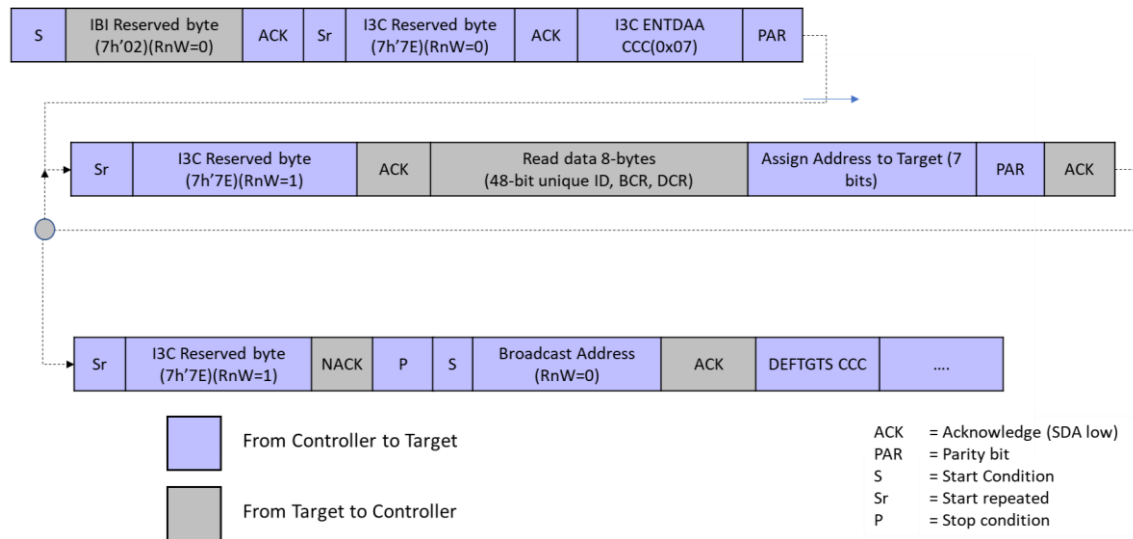 S
IBI Reserved byte
(7h'02)(RnW=0)
ACK
Sr
I3C Reserved byte
(7h'7E)(RnW=0)
ACK
I3C ENTDAA
CCC(0x07)
PAR
Sr
I3C Reserved byte
(7h'7E)(RnW=1)
ACK
Read data 8-bytes
(48-bit unique ID, BCR, DCR)
Assign Address to Target (7
bits)
PAR
ACK
Sr
I3C Reserved byte
(7h'7E)(RnW=1)
NACK
P
S
Broadcast Address
(RnW=0)
ACK
DEFTGTS CCC
....
From Controller to Target
From Target to Controller
ACK = Acknowledge (SDA low)
PAR = Parity bit
S = Start Condition
Sr = Start repeated
P = Stop condition